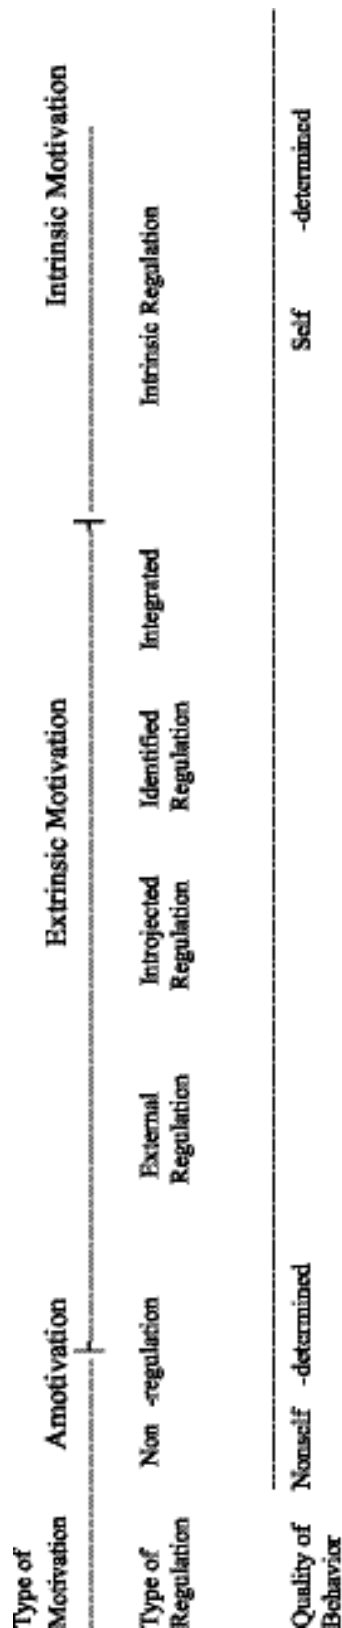 Type of
Motivation
Amotivation
Extrinsic Motivation
Intrinsic Motivation
Type of
Regulation
Non -regulation
External
Regulation
Introjected
Regulation
Identified
Regulation
Integrated
Intrinsic Regulation
Quality of
Behavior
Nonself -determined
Self -determined